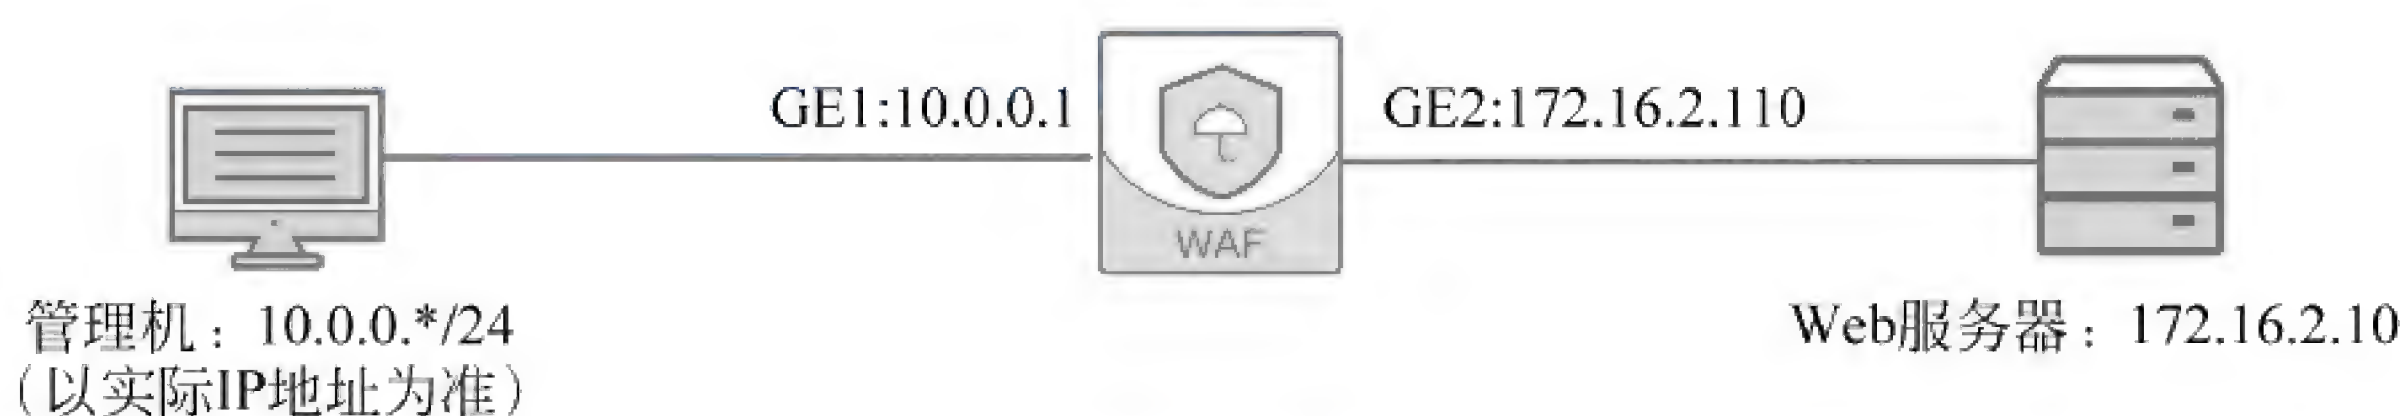 GE1:10.0.0.1
GE2:172.16.2.110
WAF
管理机：10.0.0.*/24
（以实际IP地址为准）
Web服务器：172.16.2.10